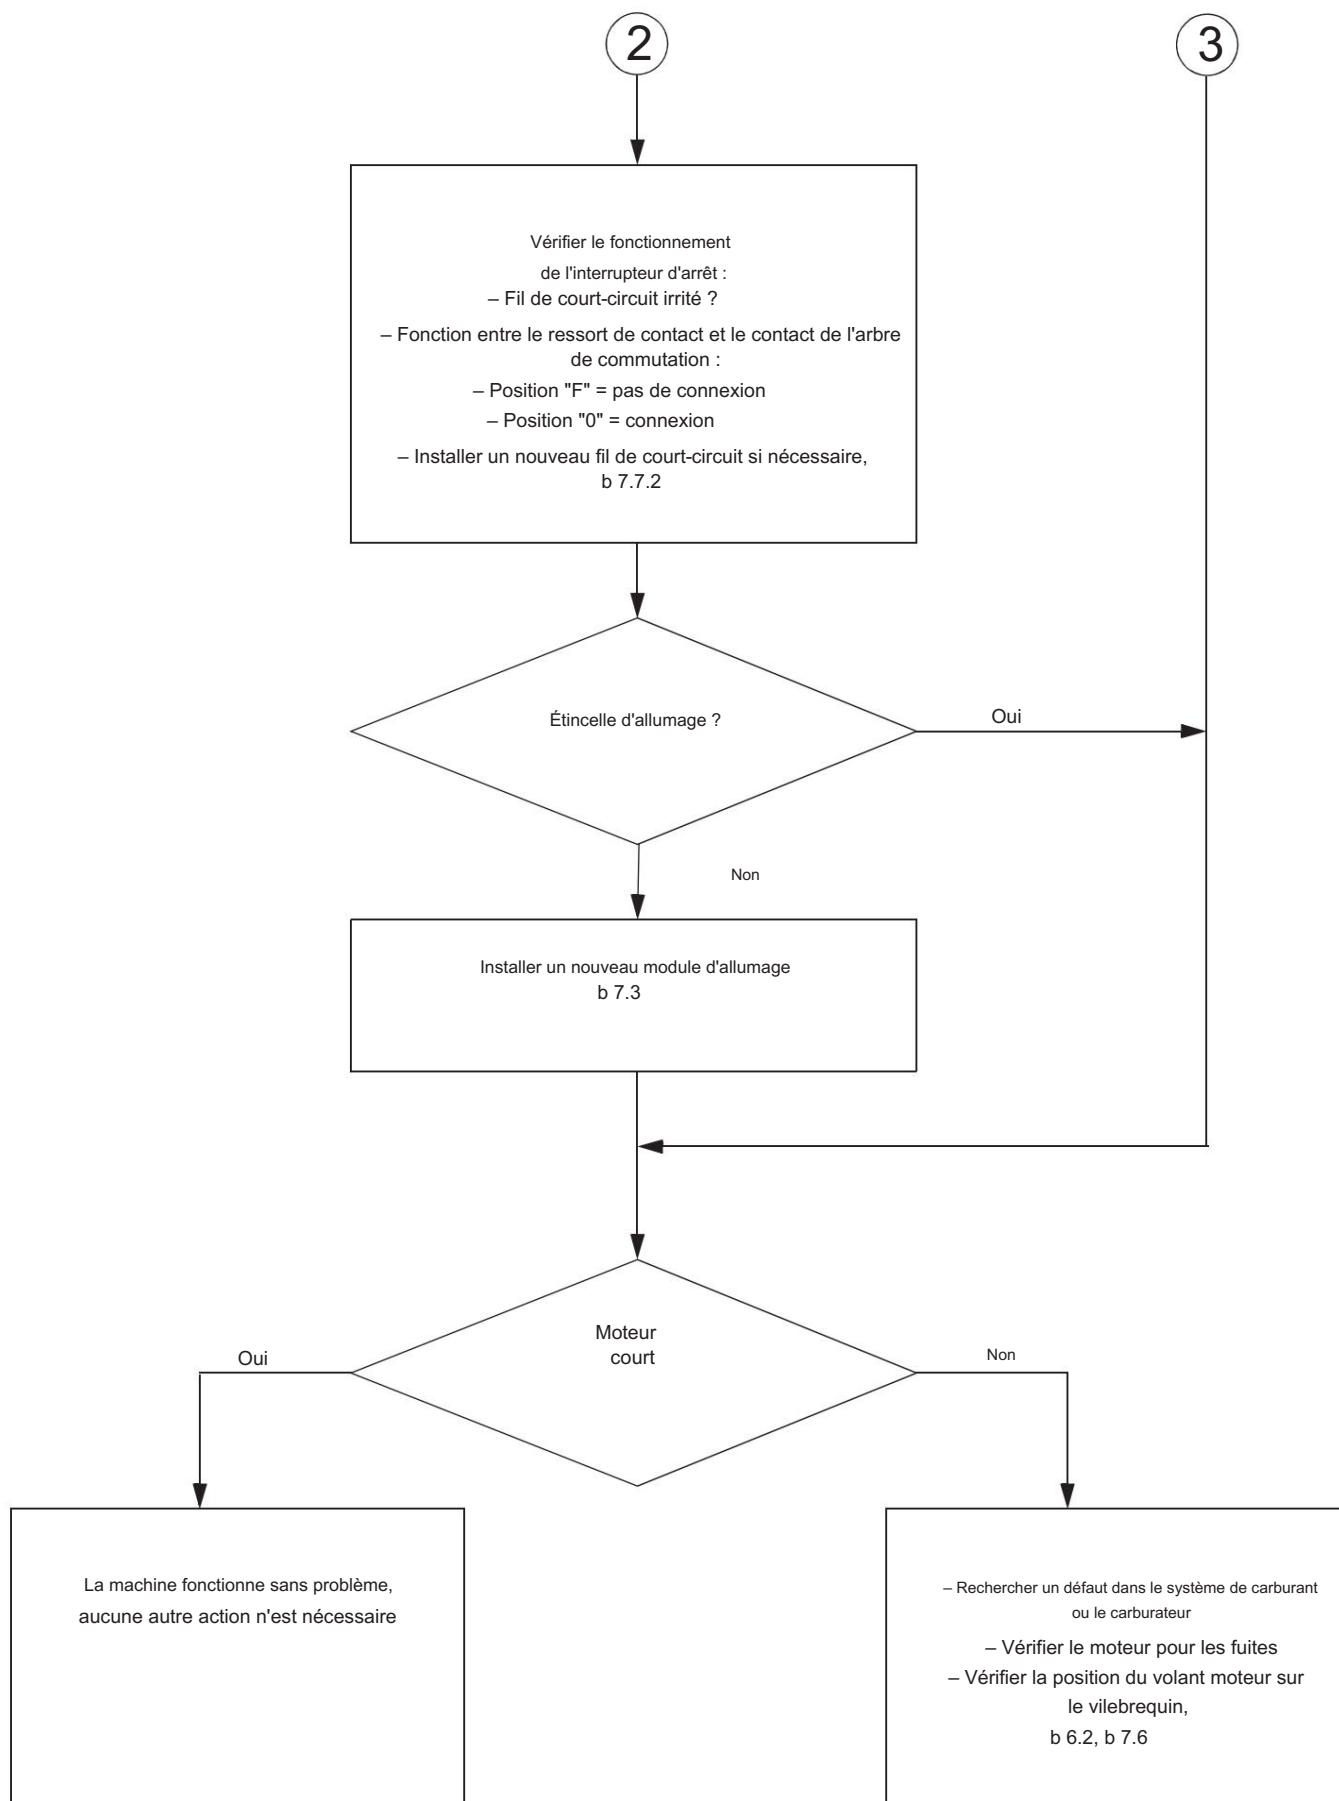 2
3
Vérifier le fonctionnement
de l'interrupteur d'arrêt :
– Fil de court-circuit irrité ?
– Fonction entre le ressort de contact et le contact de l'arbre
de commutation :
– Position "F" = pas de connexion
– Position "0" = connexion
– Installer un nouveau fil de court-circuit si nécessaire,
b 7.7.2
Étincelle d'allumage ?
Oui
Non
Installer un nouveau module d'allumage
b 7.3
Moteur
court
Oui
Non
La machine fonctionne sans problème,
aucune autre action n'est nécessaire
– Rechercher un défaut dans le système de carburant
ou le carburateur
– Vérifier le moteur pour les fuites
– Vérifier la position du volant moteur sur
le vilebrequin,
b 6.2, b 7.6